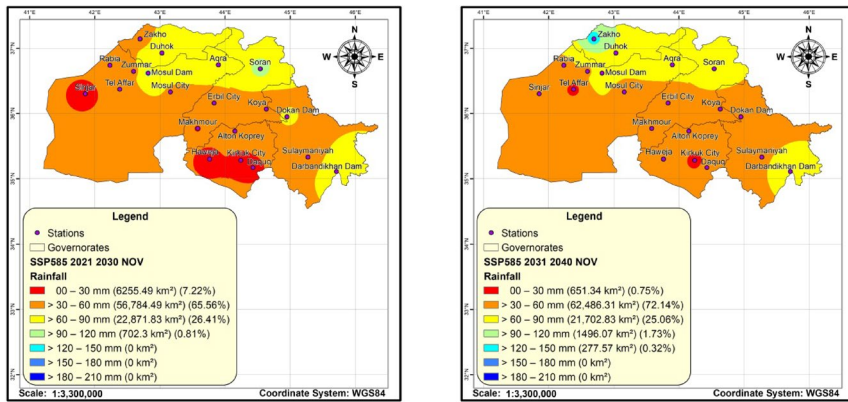 41°E 42°E 43°E 44°E 45°E 46°E
37°N
36°N
35°N
34°N
33°N
32°N
N
W E
S
Zakho
Duhok
Rabia
Zummar
Aqra
Soran
Mosul Dam
Sinjar
Tel Affar
Mosul City
Erbil City
Koya
Dokan Dam
Makhmour
Alton Koprey
Haweja
Kirkuk City
Daquq
Sulaymaniyah
Darbandikhan Dam
Legend
Stations
Governorates
SSP585 2021 2030 NOV
Rainfall
00 – 30 mm (6255.49 km²) (7.22%)
> 30 – 60 mm (56,784.49 km²) (65.56%)
> 60 – 90 mm (22,871.83 km²) (26.41%)
> 90 – 120 mm (702.3 km²) (0.81%)
> 120 – 150 mm (0 km²)
> 150 – 180 mm (0 km²)
> 180 – 210 mm (0 km²)
Scale: 1:3,300,000 Coordinate System: WGS84
41°E 42°E 43°E 44°E 45°E 46°E
37°N
36°N
35°N
34°N
33°N
32°N
N
W E
S
Zakho
Duhok
Rabia
Zummar
Aqra
Soran
Mosul Dam
Sinjar
Tel Affar
Mosul City
Erbil City
Koya
Dokan Dam
Makhmour
Alton Koprey
Haweja
Kirkuk City
Daquq
Sulaymaniyah
Darbandikhan Dam
Legend
Stations
Governorates
SSP585 2031 2040 NOV
Rainfall
00 – 30 mm (651.34 km²) (0.75%)
> 30 – 60 mm (62,486.31 km²) (72.14%)
> 60 – 90 mm (21,702.83 km²) (25.06%)
> 90 – 120 mm (1496.07 km²) (1.73%)
> 120 – 150 mm (277.57 km²) (0.32%)
> 150 – 180 mm (0 km²)
> 180 – 210 mm (0 km²)
Scale: 1:3,300,000 Coordinate System: WGS84